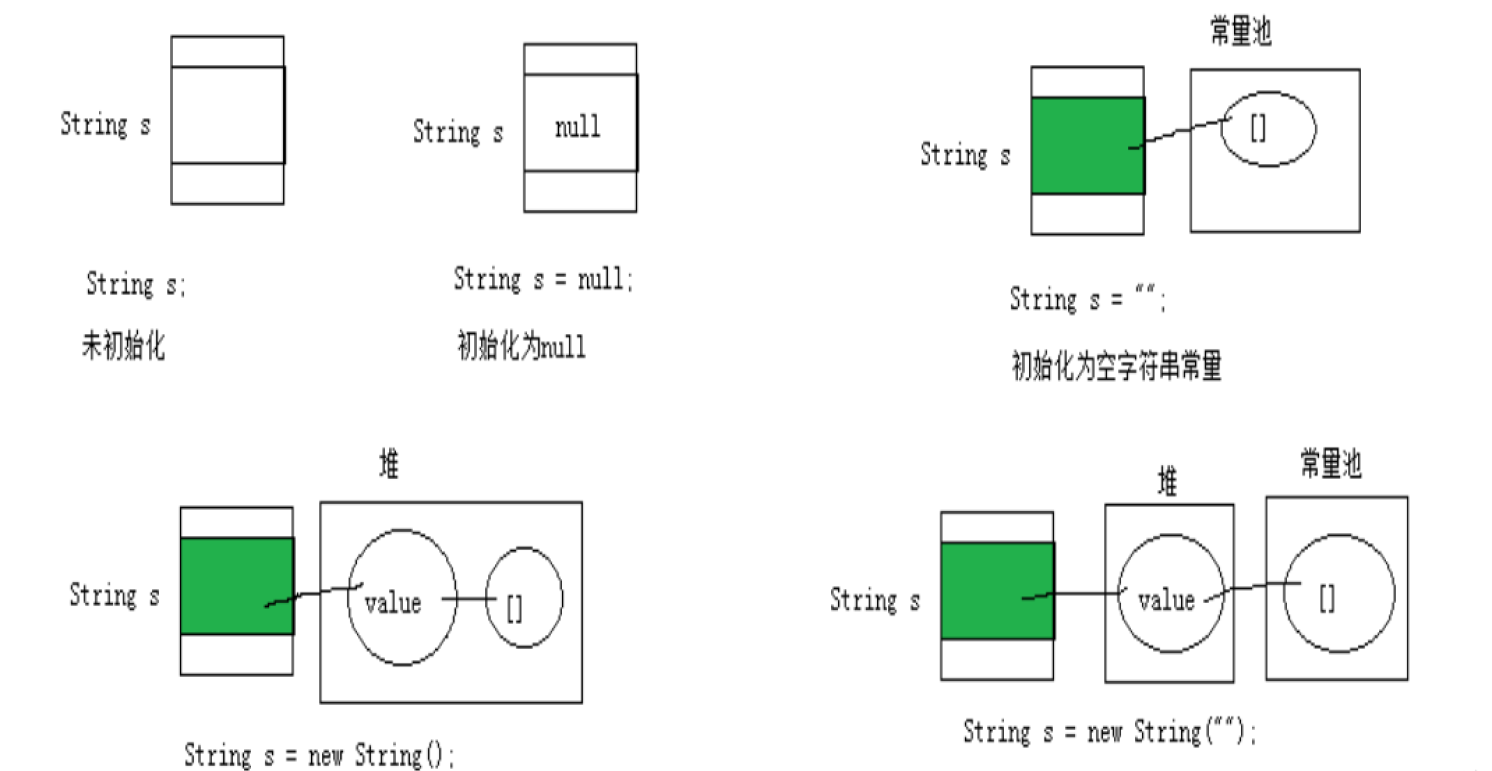 String s
String s;
未初始化
String s
null
String s = null;
初始化为null
常量池
String s
[]
String s = "";
初始化为空字符串常量
堆
String s
value
[]
String s = new String();
堆
常量池
String s
value
[]
String s = new String("");